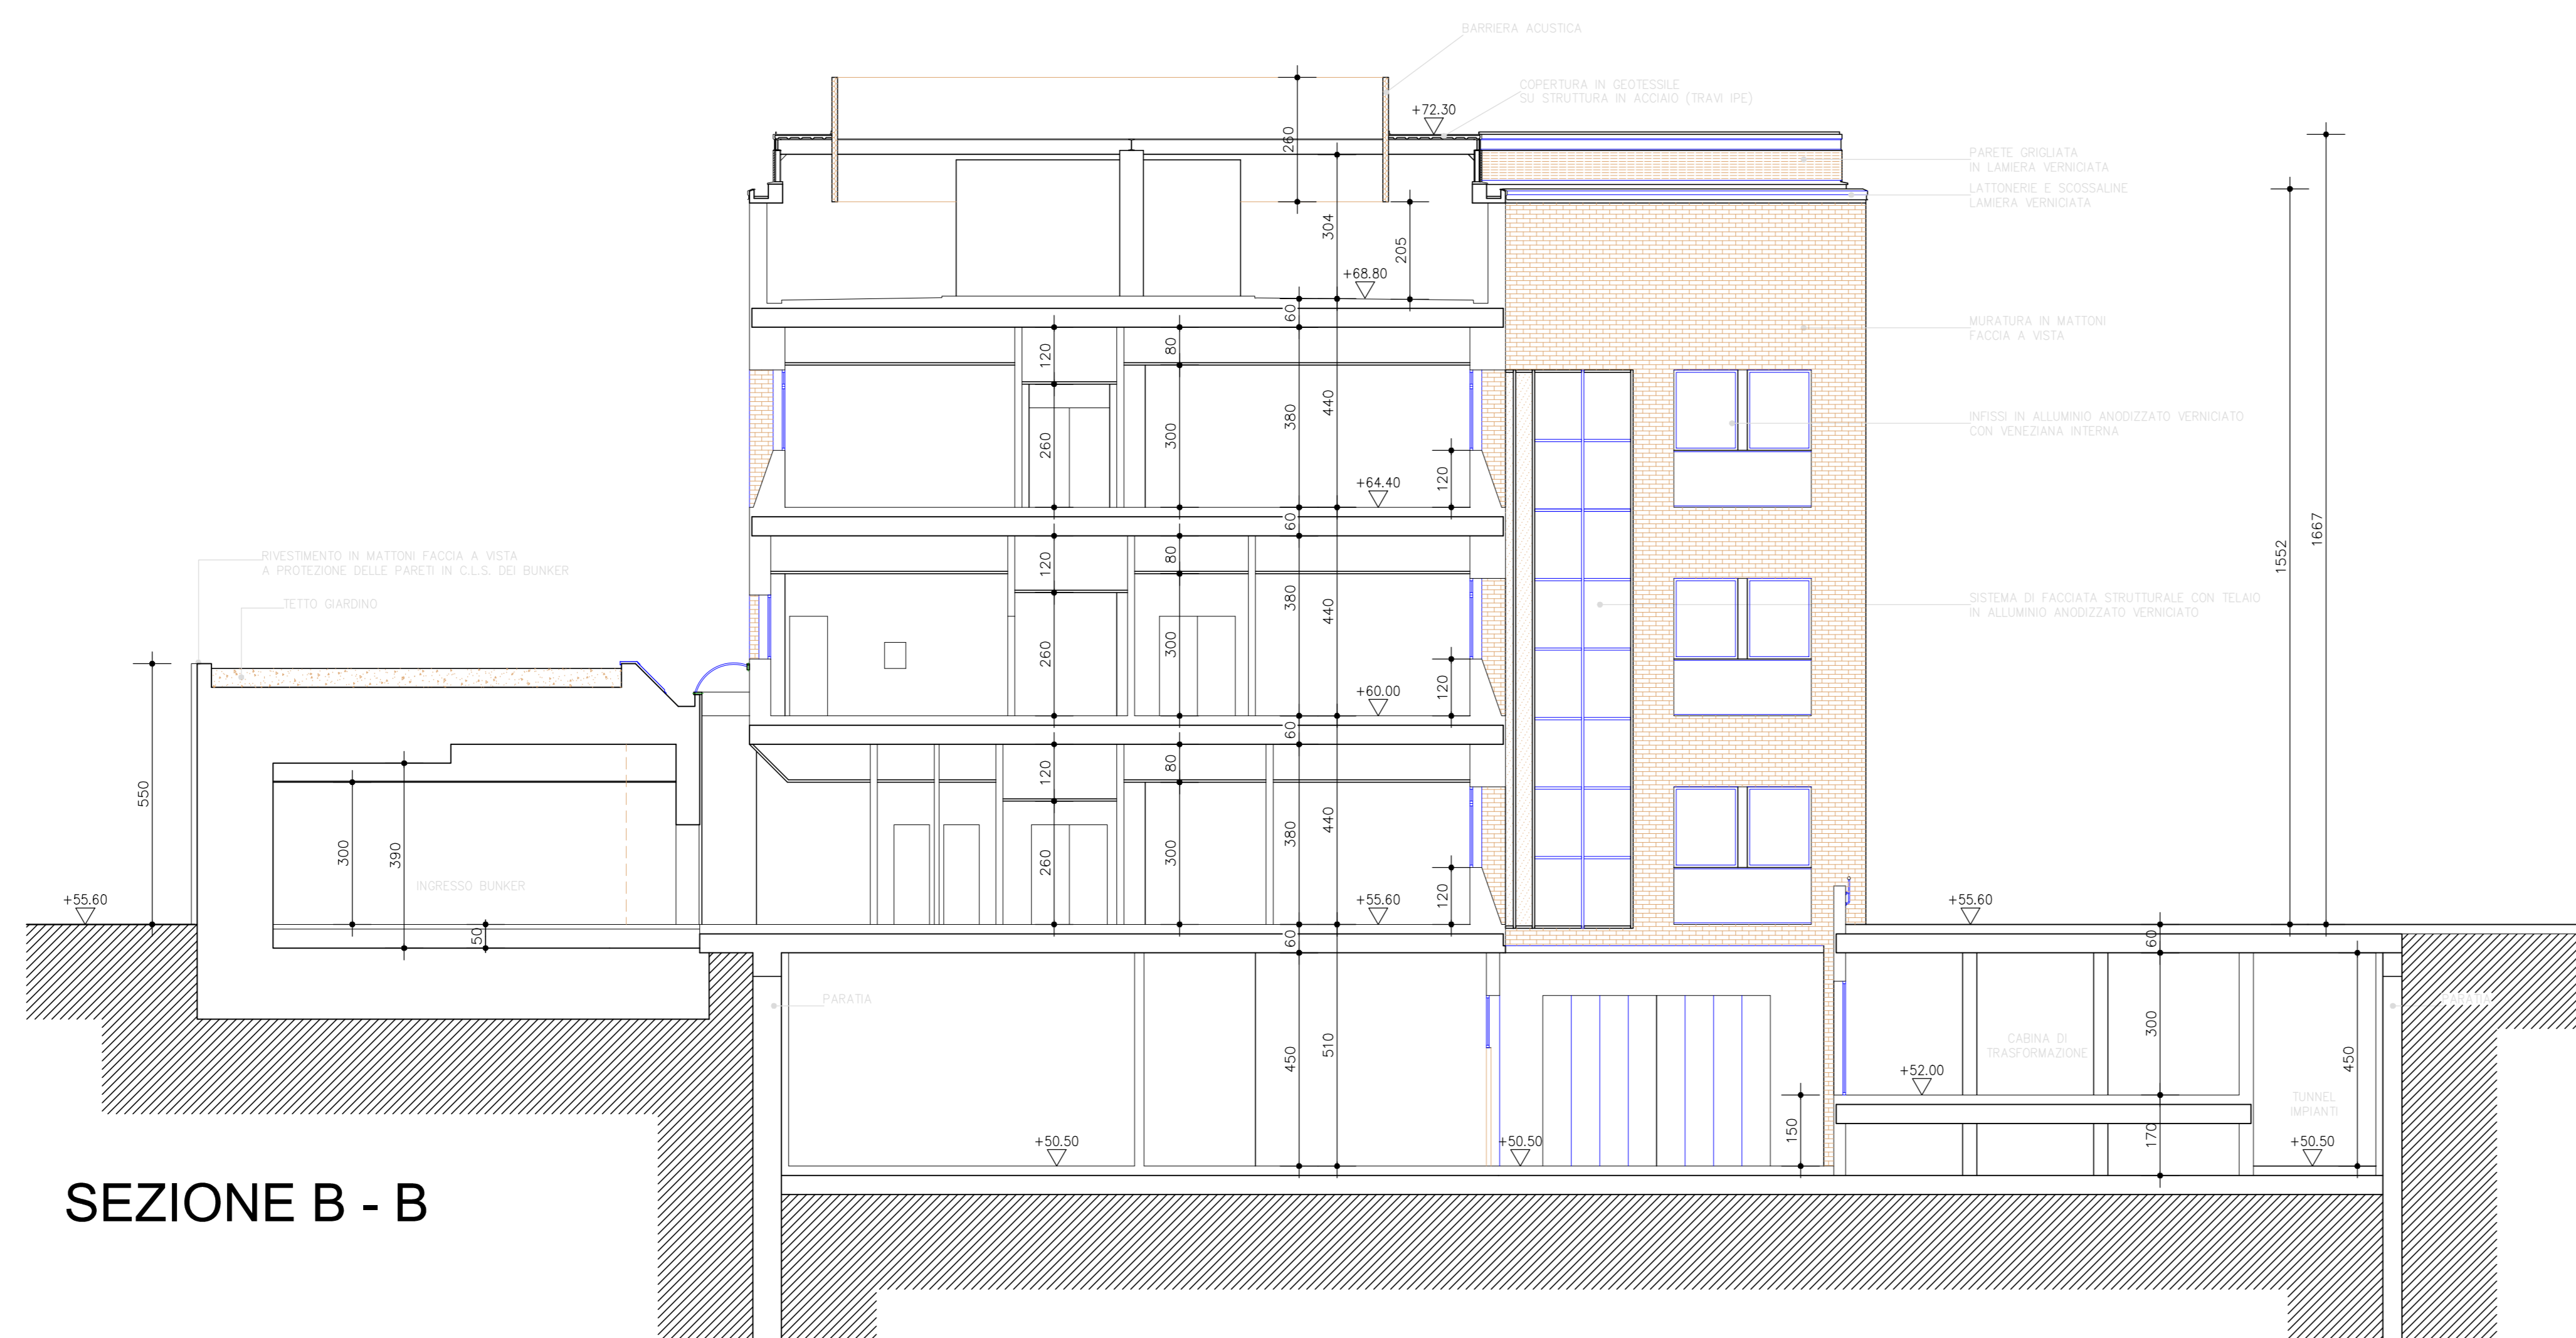 BARRIERA ACUSTICA
COPERTURA IN GEOTESSILE
SU STRUTTURA IN ACCIAIO (TRAVI IPE)
+72.30
260
PARETE GRIGLIATA
IN LAMIERA VERNICIATA
LATTONERIE E SCOSSALINE
LAMIERA VERNICIATA
304
205
+68.80
60
MURATURA IN MATTONI
FACCIA A VISTA
120
80
380
440
260
300
120
INFISSI IN ALLUMINIO ANODIZZATO VERNICIATO
CON VENEZIANA INTERNA
+64.40
60
1667
1552
RIVESTIMENTO IN MATTONI FACCIA A VISTA
A PROTEZIONE DELLE PARETI IN C.L.S. DEI BUNKER
TETTO GIARDINO
120
80
380
440
260
300
120
SISTEMA DI FACCIATA STRUTTURALE CON TELAIO
IN ALLUMINIO ANODIZZATO VERNICIATO
+60.00
60
550
120
80
380
440
300
390
260
300
120
INGRESSO BUNKER
+55.60
50
+55.60
+55.60
60
60
PARATIA
PARATIA
450
510
300
450
CABINA DI
TRASFORMAZIONE
+52.00
TUNNEL
IMPIANTI
150
170
+50.50
+50.50
+50.50
SEZIONE B - B